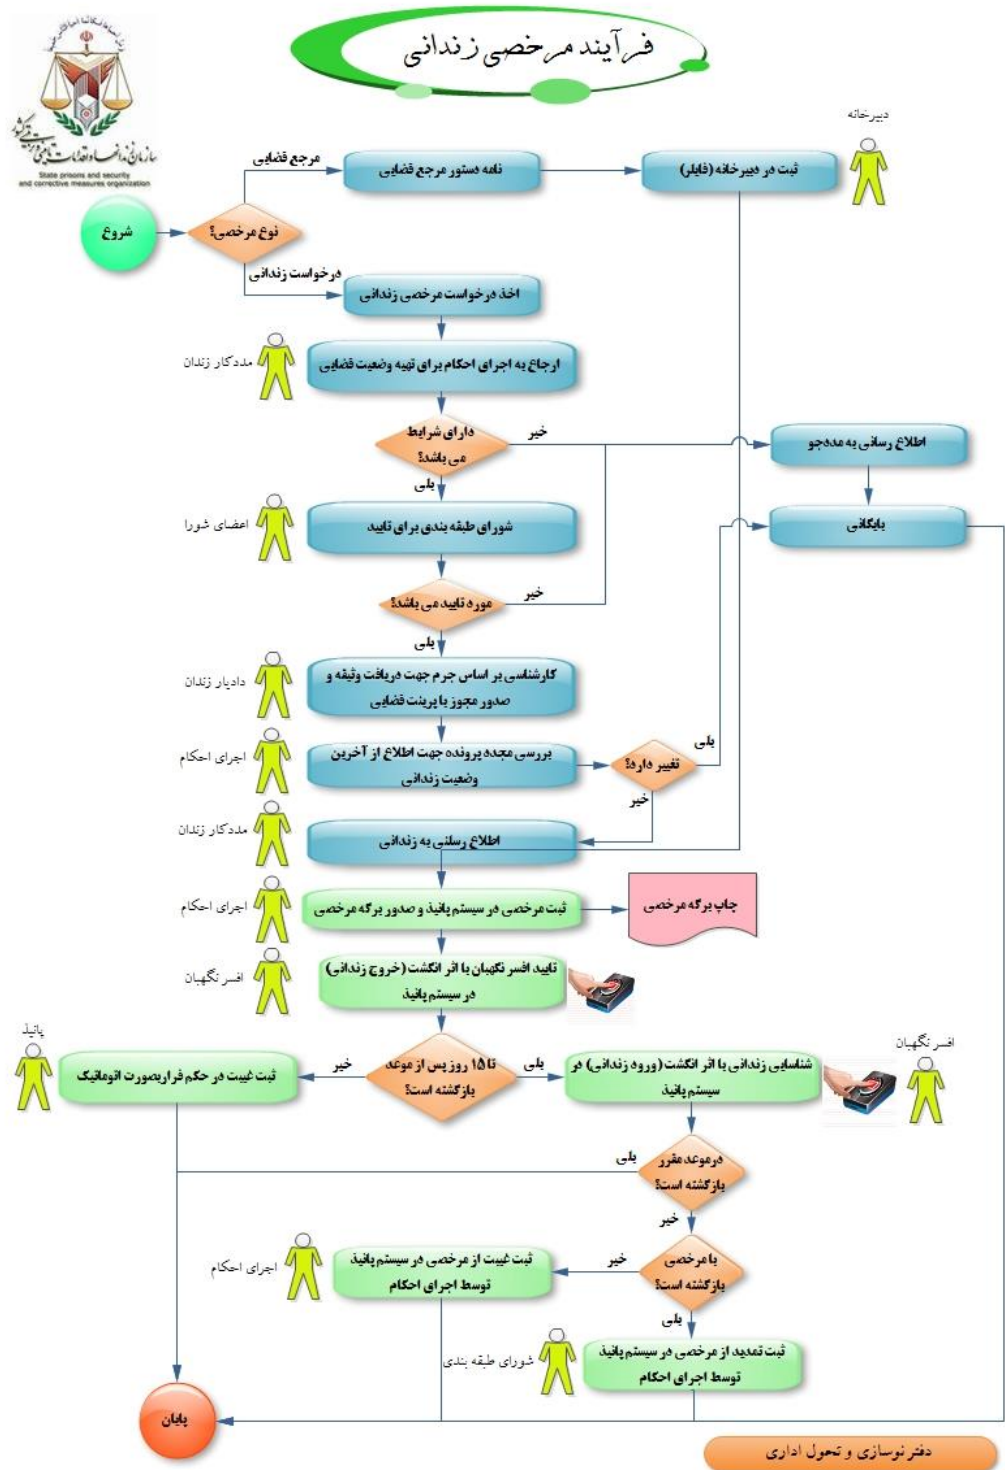 فرآیند مرخصی زندانی
State prisons and security
and corrective measures organization
دبیرخانه
مرجع قضایی
نامه دستور مرجع قضایی
ثبت در دبیرخانه (فایلر)
شروع
نوع مرخصی؟
درخواست زندانی
اخذ درخواست مرخصی زندانی
مددکار زندان
ارجاع به اجرای احکام برای تهیه وضعیت قضایی
دارای شرایط
می باشد؟
خیر
اطلاع رسانی به مددجو
بلی
اعضای شورا
شورای طبقه بندی برای تایید
بایگانی
مورد تایید می باشد؟
خیر
بلی
دادیار زندان
کارشناسی بر اساس جرم جهت دریافت وثیقه و
صدور مجوز با پرینت قضایی
اجرای احکام
بررسی مجدد پرونده جهت اطلاع از آخرین
وضعیت زندانی
تغییر دارد؟
بلی
خیر
مددکار زندان
اطلاع رسانی به زندانی
اجرای احکام
ثبت مرخصی در سیستم پانیذ و صدور برگه مرخصی
چاپ برگه مرخصی
افسر نگهبان
تایید افسر نگهبان با اثر انگشت (خروج زندانی)
در سیستم پانیذ
پانیذ
ثبت غیبت در حکم فرار بصورت اتوماتیک
خیر
تا ۱۵ روز پس از موعد
بازگشته است؟
بلی
شناسایی زندانی با اثر انگشت (ورود زندانی) در
سیستم پانیذ
افسر نگهبان
در موعد مقرر
بازگشته است؟
بلی
خیر
با مرخصی
بازگشته است؟
خیر
ثبت غیبت از مرخصی در سیستم پانیذ
توسط اجرای احکام
اجرای احکام
بلی
ثبت تمدید از مرخصی در سیستم پانیذ
توسط اجرای احکام
شورای طبقه بندی
پایان
دفتر نوسازی و تحول اداری